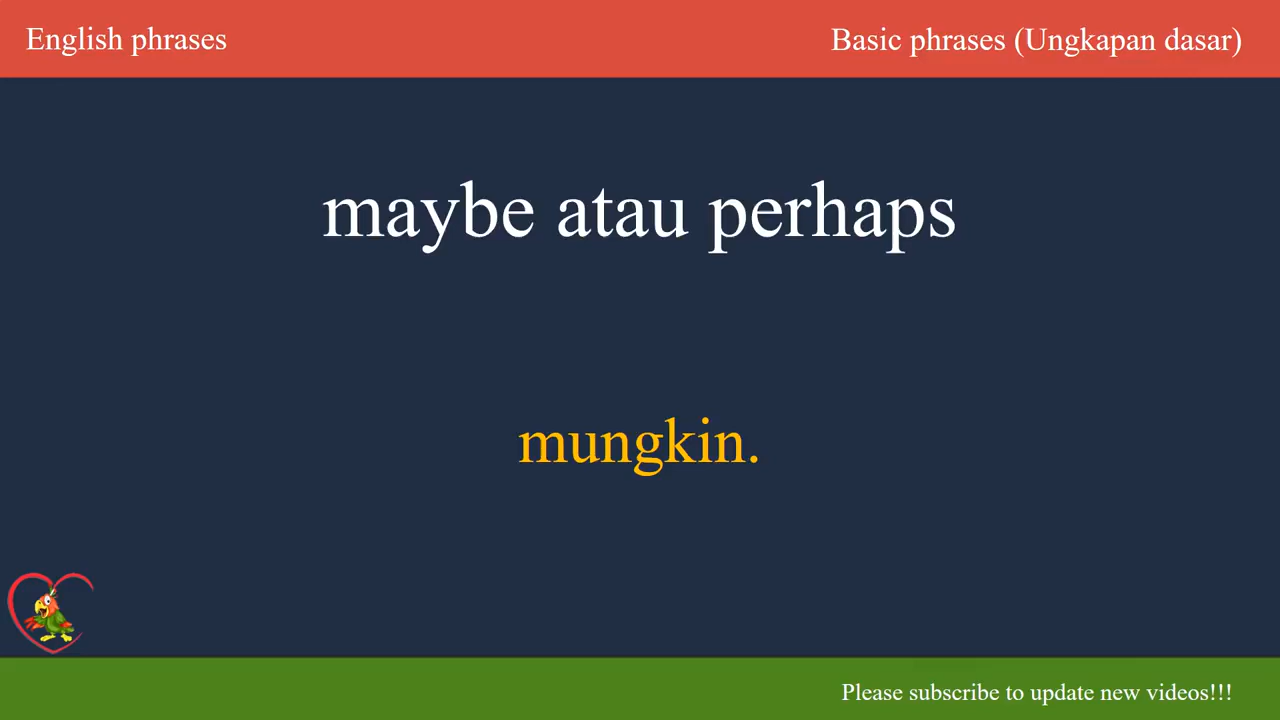 English phrases
Basic phrases (Ungkapan dasar)
maybe atau perhaps
mungkin.
Please subscribe to update new videos!!!